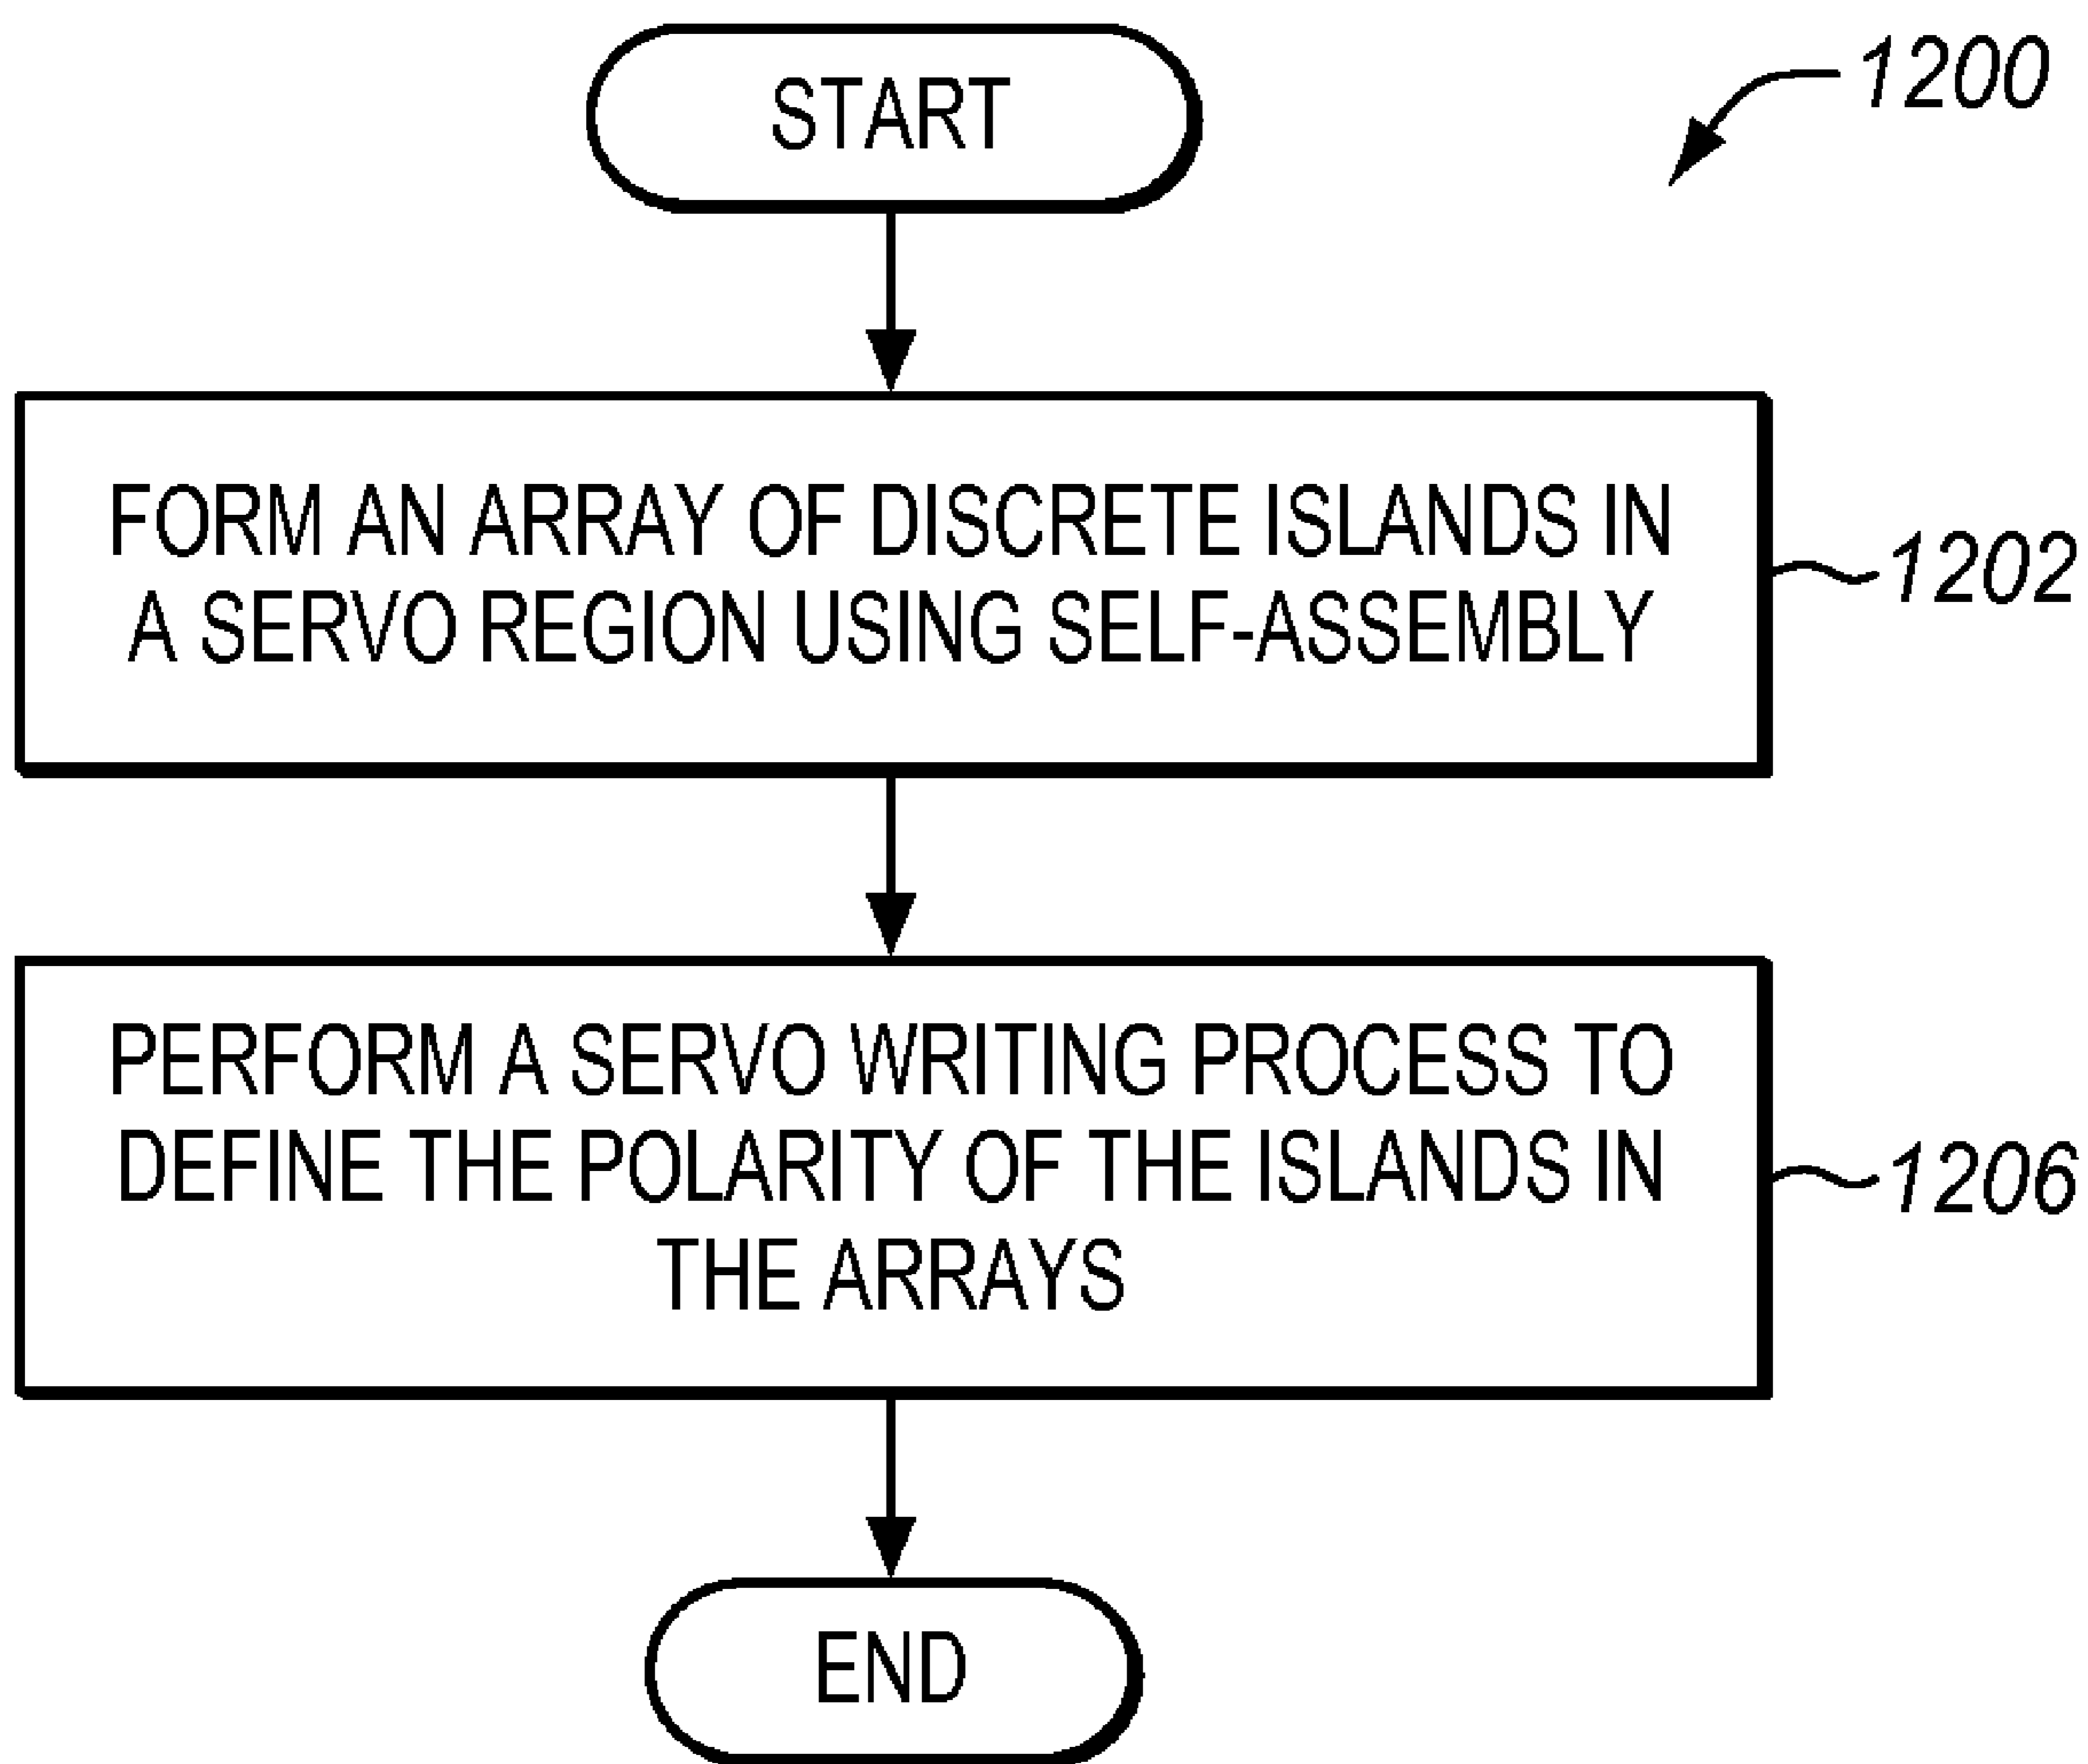 START
1200
FORM AN ARRAY OF DISCRETE ISLANDS IN
A SERVO REGION USING SELF-ASSEMBLY
1202
PERFORM A SERVO WRITING PROCESS TO
DEFINE THE POLARITY OF THE ISLANDS IN
THE ARRAYS
1206
END